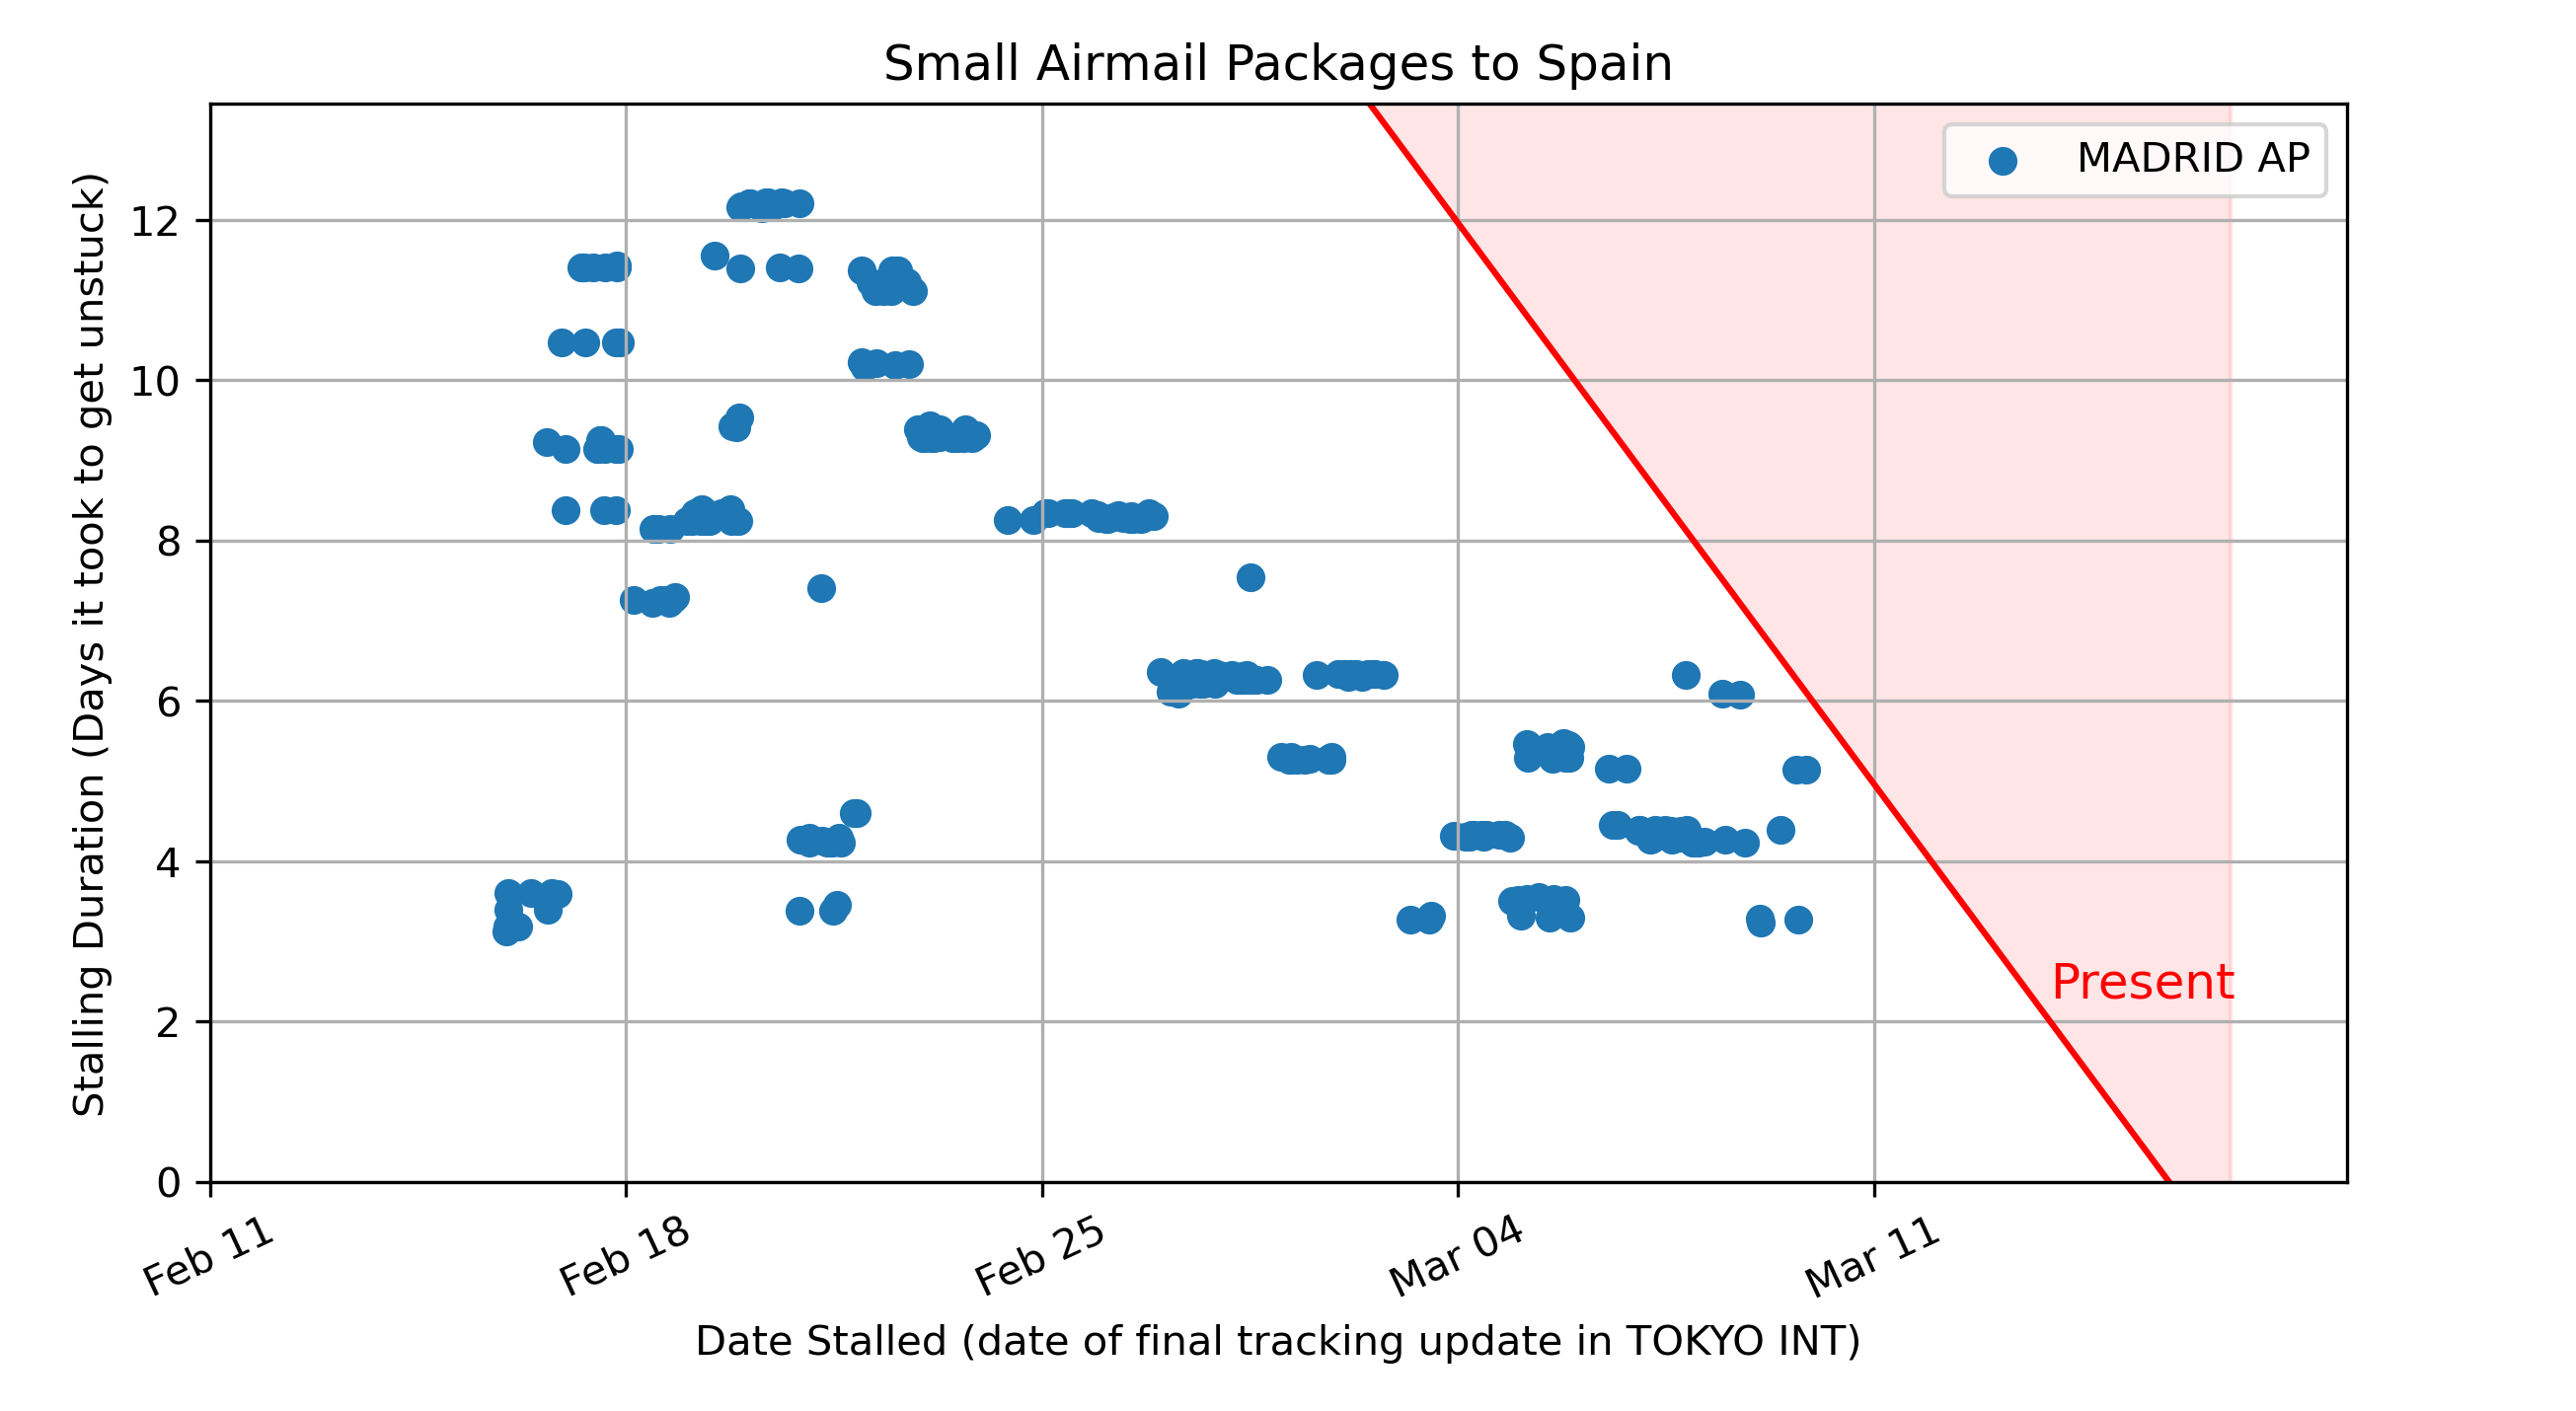 Small Airmail Packages to Spain
MADRID AP
Stalling Duration (Days it took to get unstuck)
12
10
8
6
4
2
0
Present
Feb 11
Feb 18
Feb 25
Mar 04
Mar 11
Date Stalled (date of final tracking update in TOKYO INT)